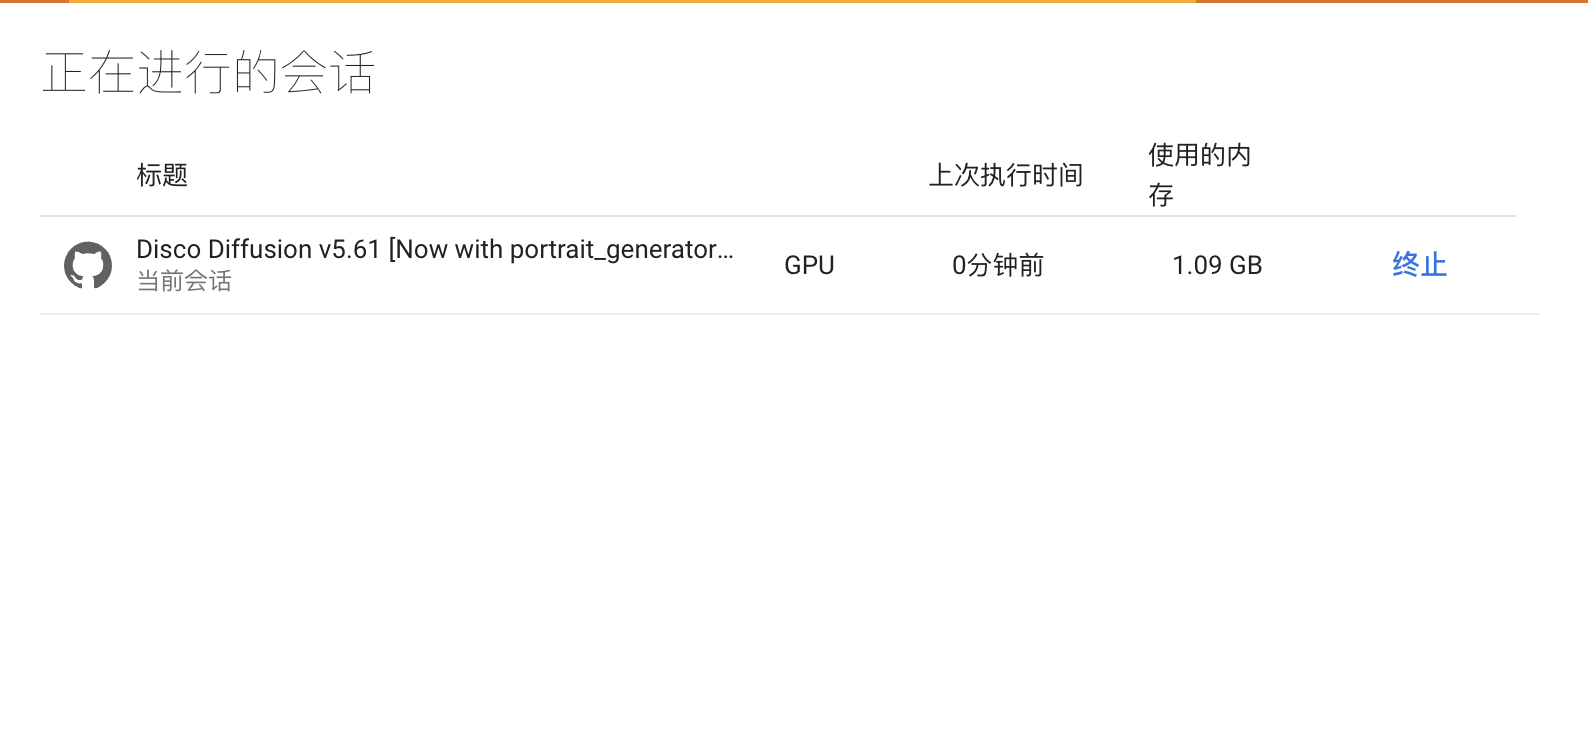 正在进行的会话
标题
上次执行时间
使用的内
存
Disco Diffusion v5.61 [Now with portrait_generator...
当前会话
GPU
0分钟前
1.09 GB
终止